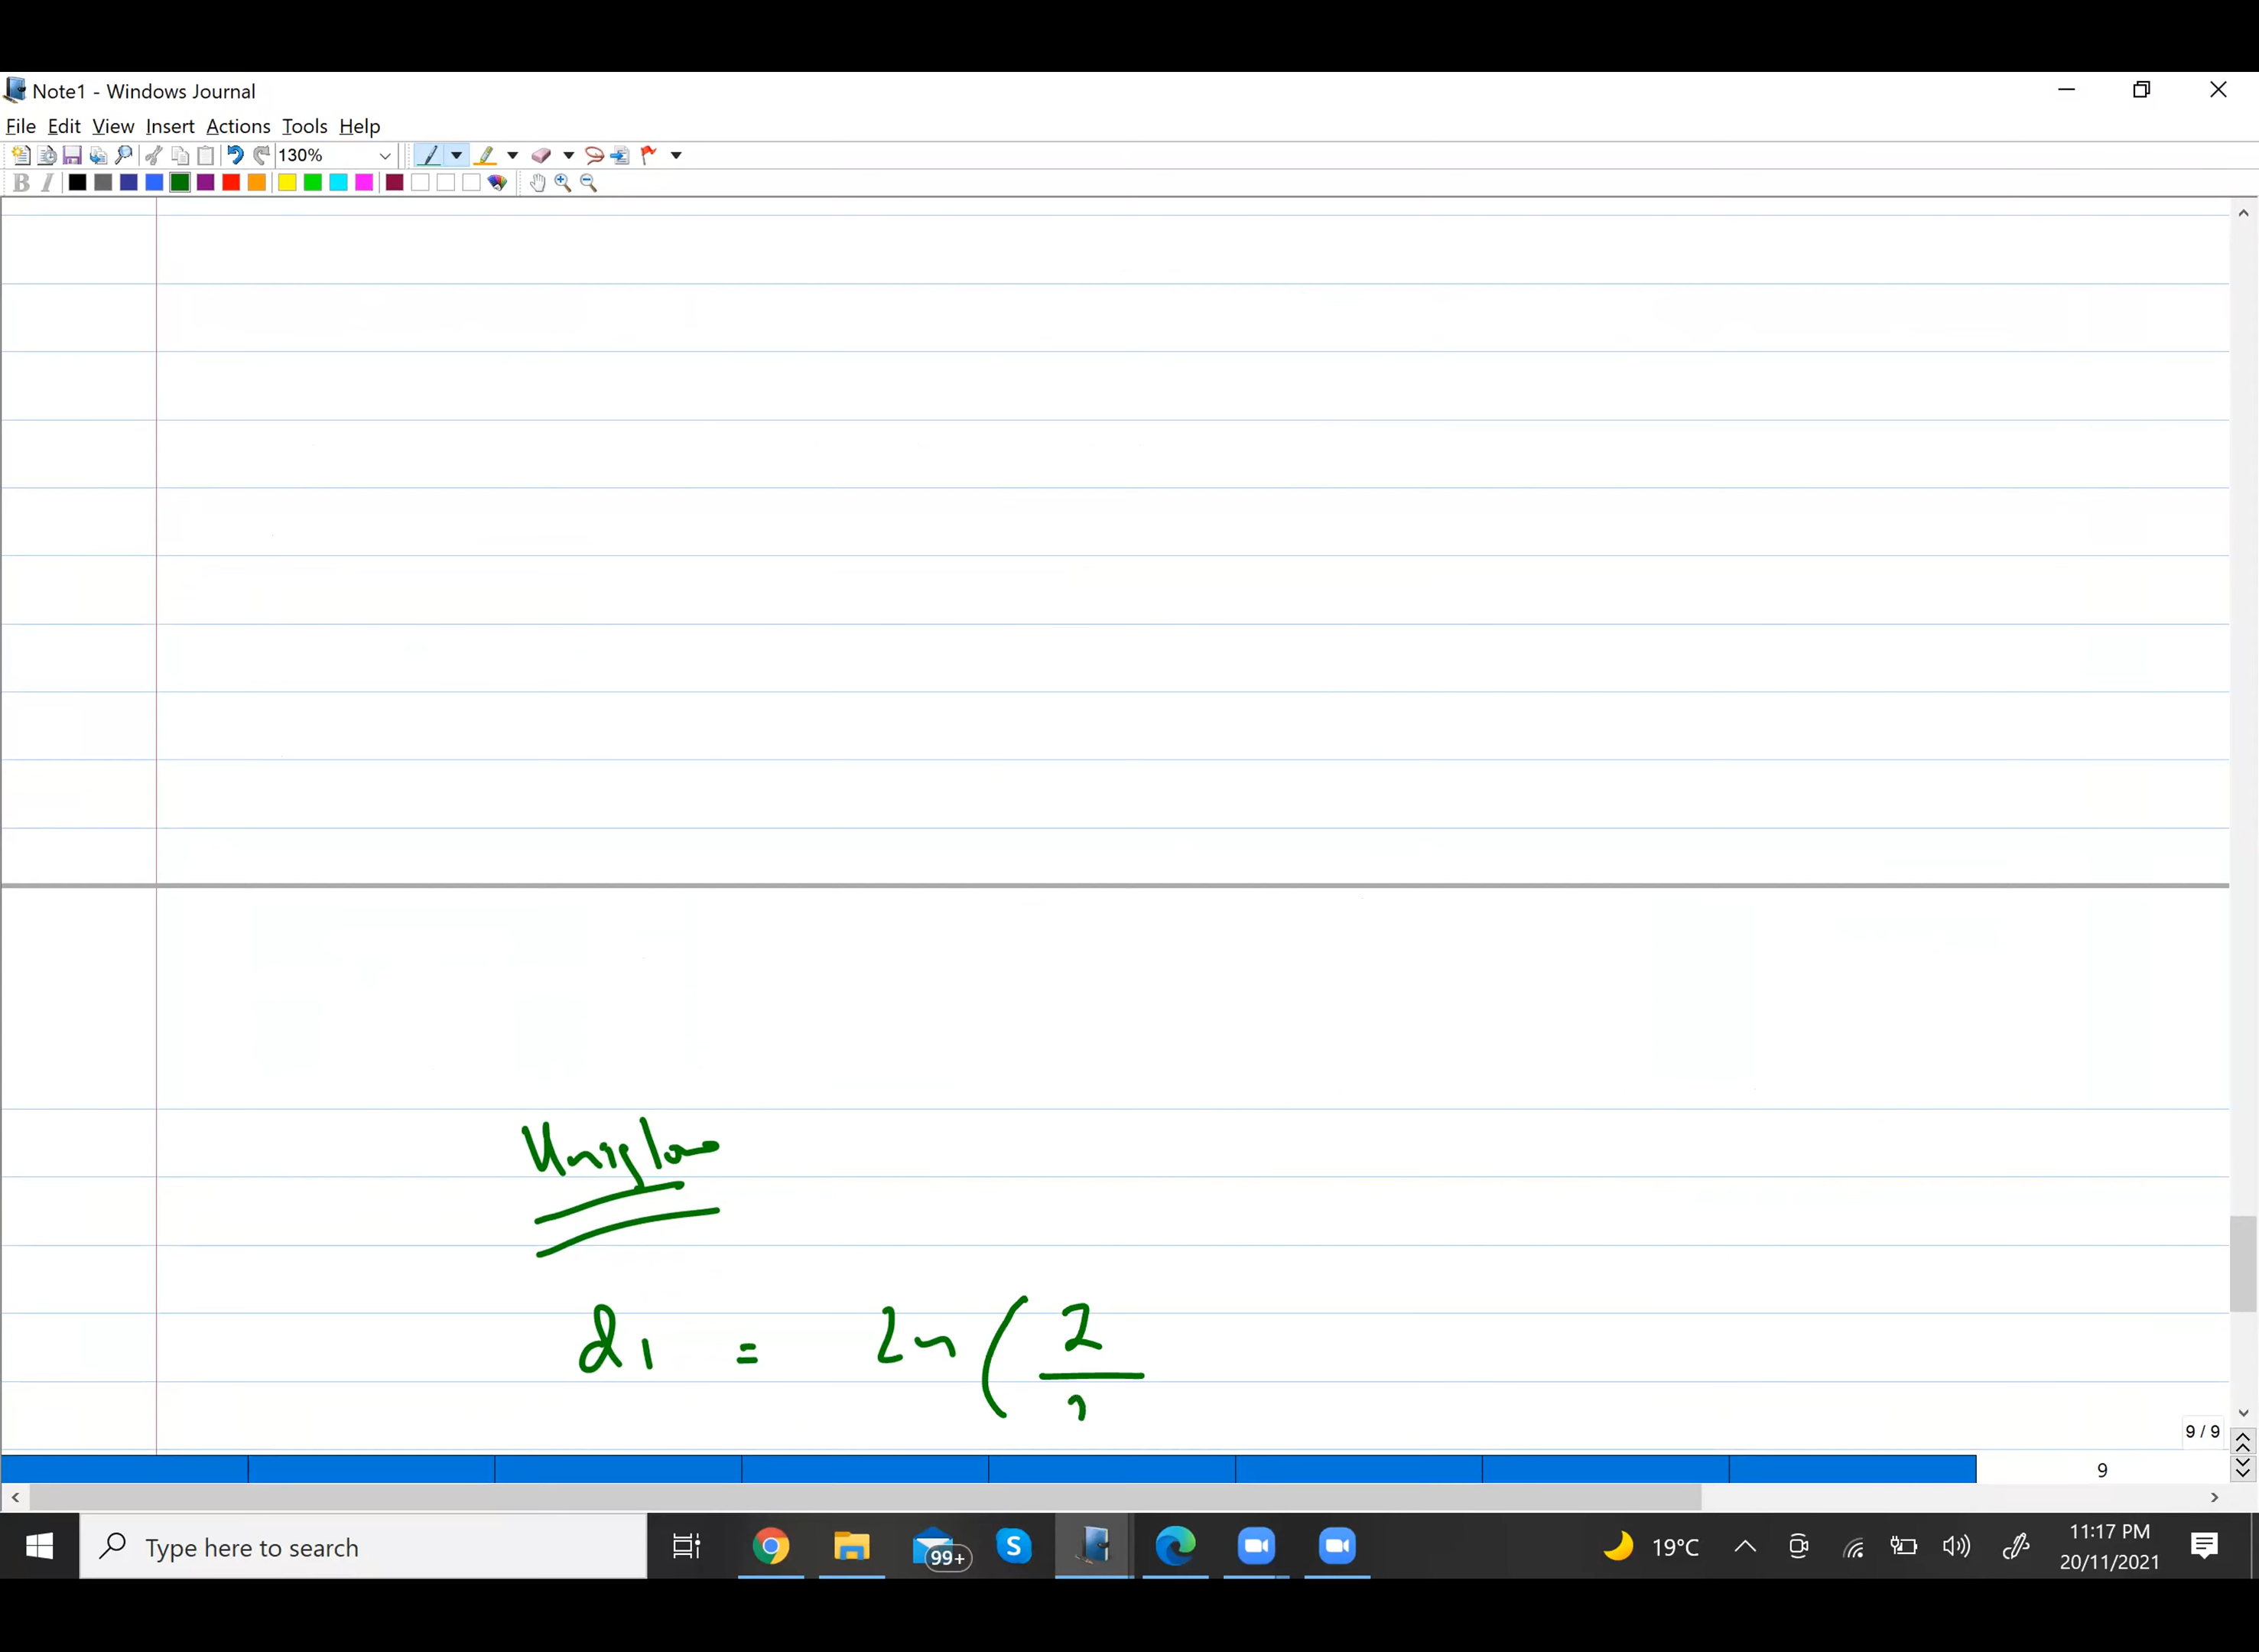 Note1 - Windows Journal
File Edit View Insert Actions Tools Help
130%
B I
Uniglow
d1 = ln ( 2
9 / 9
9
Type here to search
99+
S
19°C
11:17 PM
20/11/2021